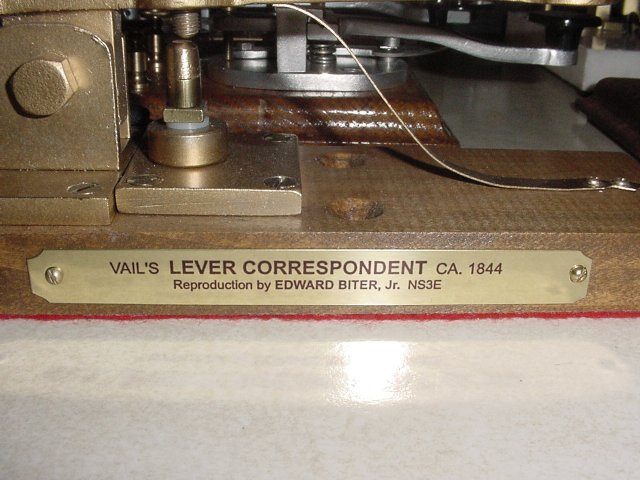 VAIL'S LEVER CORRESPONDENT CA. 1844
Reproduction by EDWARD BITER, Jr. NS3E